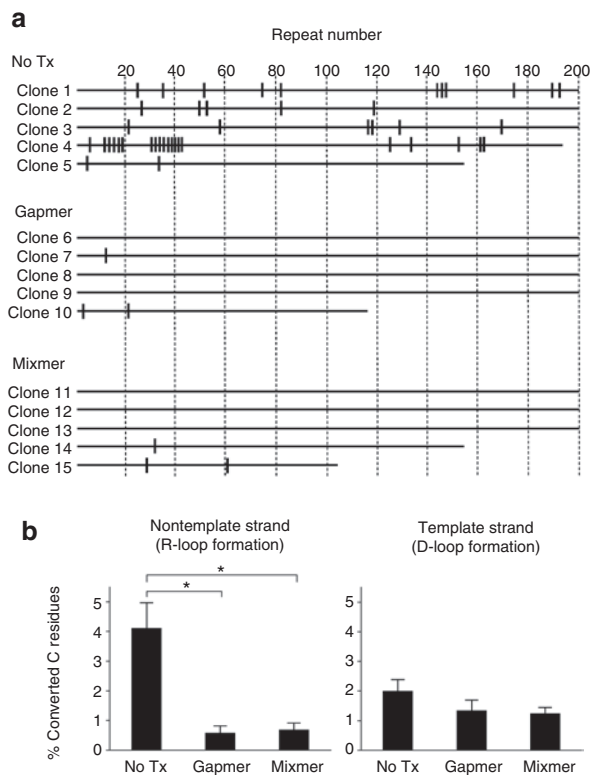 a
Repeat number
No Tx
20 40 60 80 100 120 140 160 180 200
Clone 1
Clone 2
Clone 3
Clone 4
Clone 5
Gapmer
Clone 6
Clone 7
Clone 8
Clone 9
Clone 10
Mixmer
Clone 11
Clone 12
Clone 13
Clone 14
Clone 15
b
Nontemplate strand
(R-loop formation)
% Converted C residues
5
4
3
2
1
0
*
*
No Tx Gapmer Mixmer
Template strand
(D-loop formation)
5
4
3
2
1
0
No Tx Gapmer Mixmer